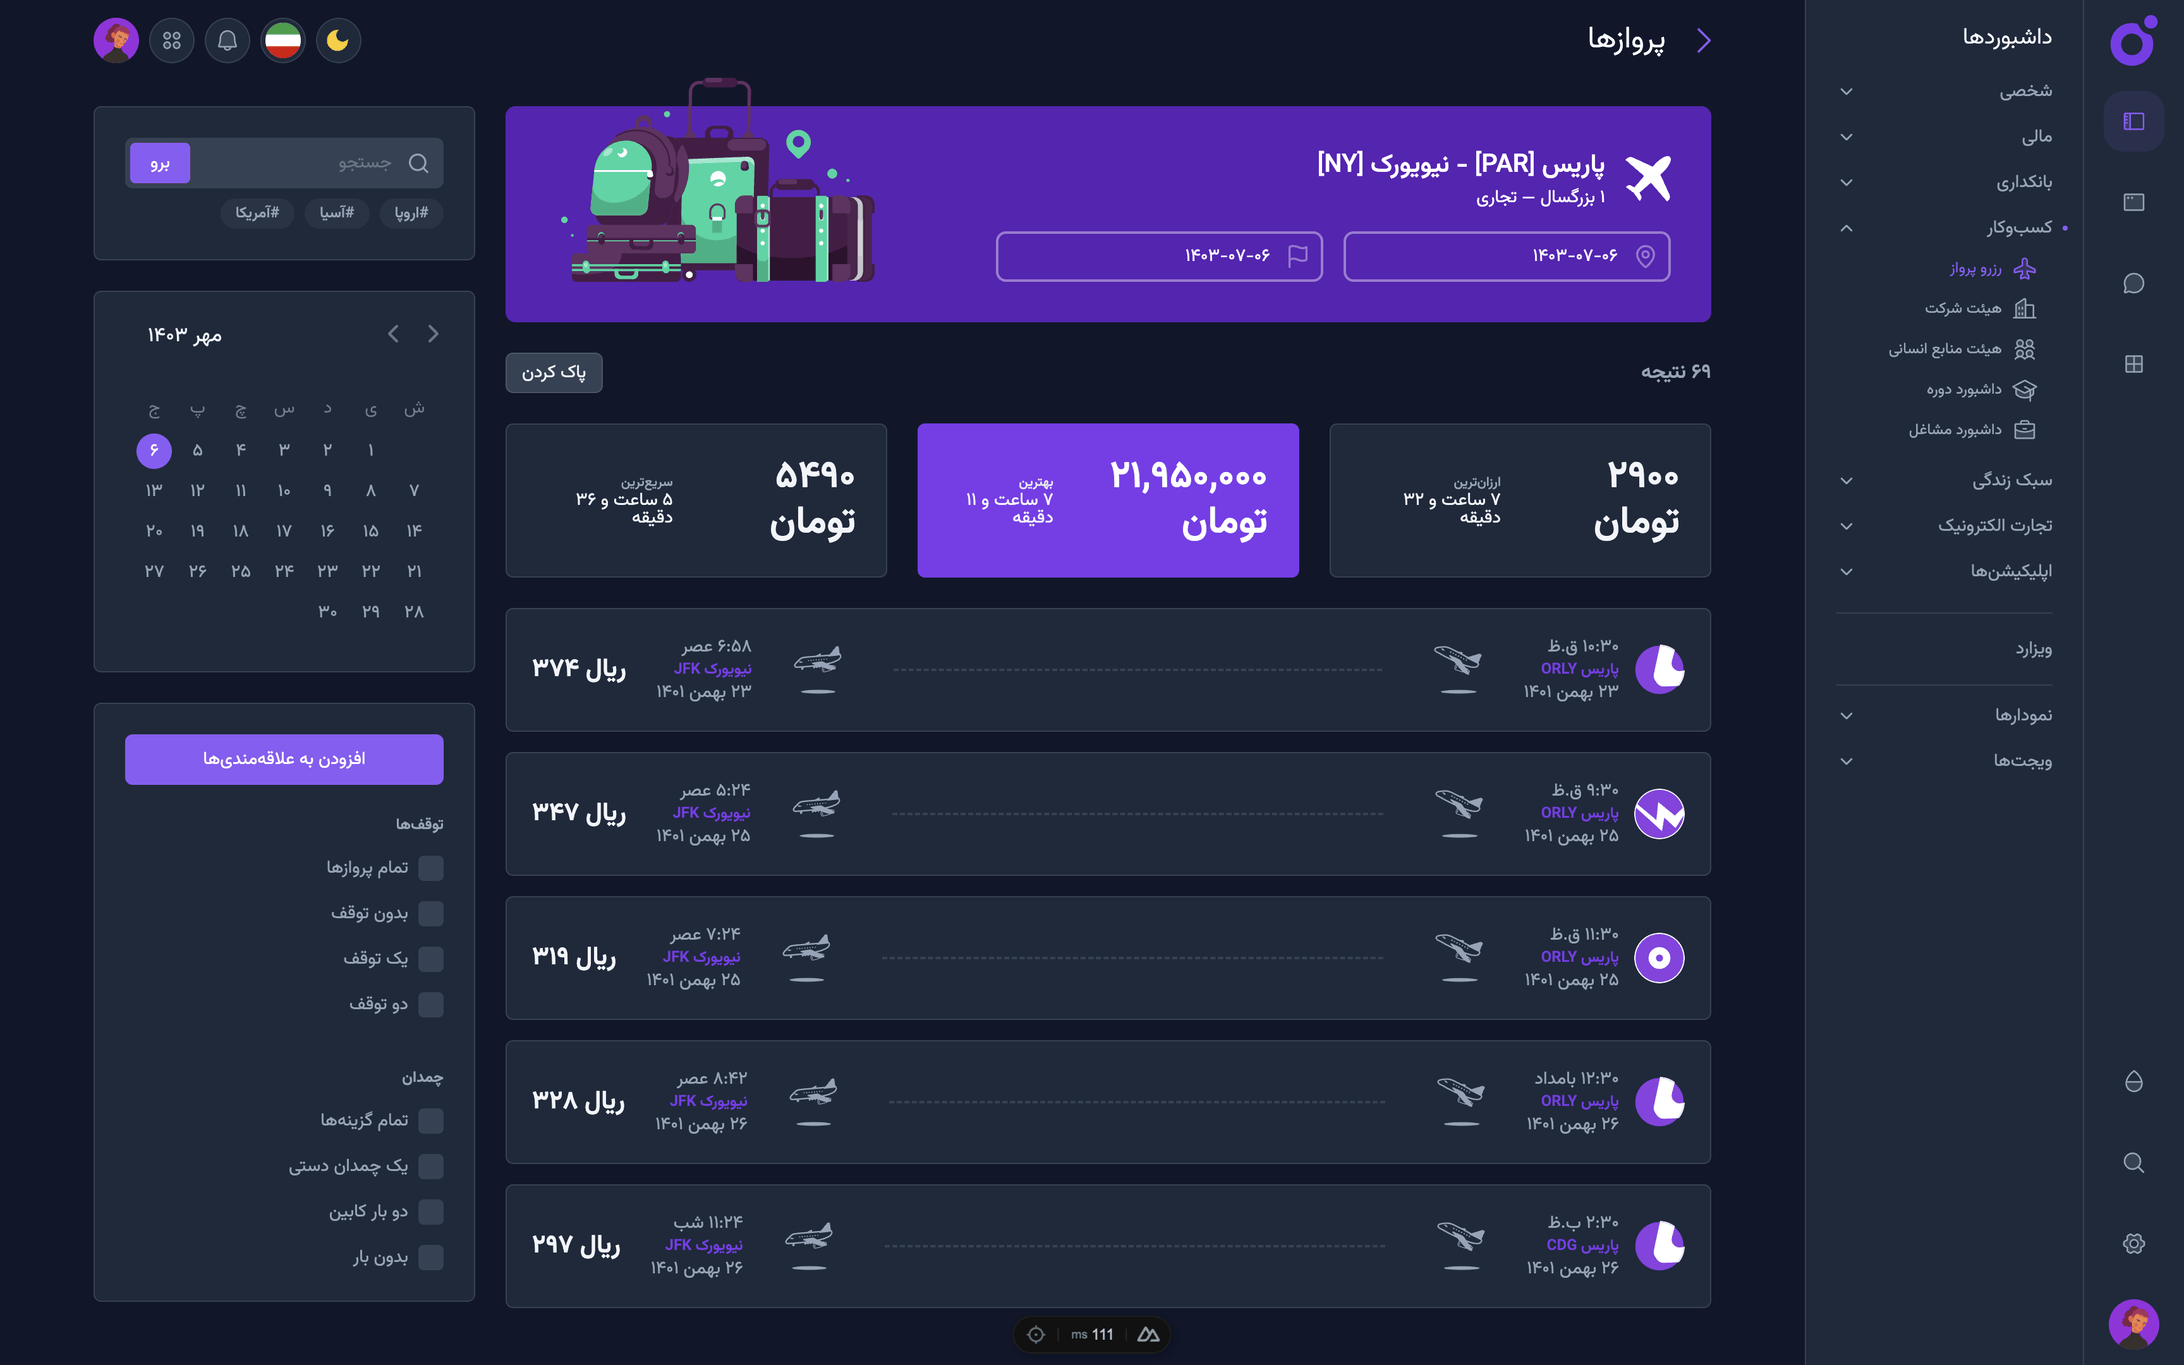 داشبوردها
شخصی
مالی
بانکداری
کسب‌وکار
رزرو پرواز
هیئت شرکت
هیئت منابع انسانی
داشبورد دوره
داشبورد مشاغل
سبک زندگی
تجارت الکترونیک
اپلیکیشن‌ها
ویزارد
نمودارها
ویجت‌ها
پروازها
پاریس [PAR] - نیویورک [NY]
۱ بزرگسال — تجاری
۱۴۰۳-۰۷-۰۶
۱۴۰۳-۰۷-۰۶
۶۹ نتیجه
پاک کردن
۲۹۰۰
تومان
ارزان‌ترین
۷ ساعت و ۳۲
دقیقه
۲۱,۹۵۰,۰۰۰
تومان
بهترین
۷ ساعت و ۱۱
دقیقه
۵۴۹۰
تومان
سریع‌ترین
۵ ساعت و ۳۶
دقیقه
۱۰:۳۰ ق.ظ
پاریس ORLY
۲۳ بهمن ۱۴۰۱
۶:۵۸ عصر
نیویورک JFK
۲۳ بهمن ۱۴۰۱
ریال ۳۷۴
۹:۳۰ ق.ظ
پاریس ORLY
۲۵ بهمن ۱۴۰۱
۵:۲۴ عصر
نیویورک JFK
۲۵ بهمن ۱۴۰۱
ریال ۳۴۷
۱۱:۳۰ ق.ظ
پاریس ORLY
۲۵ بهمن ۱۴۰۱
۷:۲۴ عصر
نیویورک JFK
۲۵ بهمن ۱۴۰۱
ریال ۳۱۹
۱۲:۳۰ بامداد
پاریس ORLY
۲۶ بهمن ۱۴۰۱
۸:۴۲ عصر
نیویورک JFK
۲۶ بهمن ۱۴۰۱
ریال ۳۲۸
۲:۳۰ ب.ظ
پاریس CDG
۲۶ بهمن ۱۴۰۱
۱۱:۲۴ شب
نیویورک JFK
۲۶ بهمن ۱۴۰۱
ریال ۲۹۷
جستجو
برو
#اروپا #آسیا #آمریکا
مهر ۱۴۰۳
ش ی د س چ پ ج
۱ ۲ ۳ ۴ ۵ ۶
۷ ۸ ۹ ۱۰ ۱۱ ۱۲ ۱۳
۱۴ ۱۵ ۱۶ ۱۷ ۱۸ ۱۹ ۲۰
۲۱ ۲۲ ۲۳ ۲۴ ۲۵ ۲۶ ۲۷
۲۸ ۲۹ ۳۰
افزودن به علاقه‌مندی‌ها
توقف‌ها
تمام پروازها
بدون توقف
یک توقف
دو توقف
چمدان
تمام گزینه‌ها
یک چمدان دستی
دو بار کابین
بدون بار
111 ms